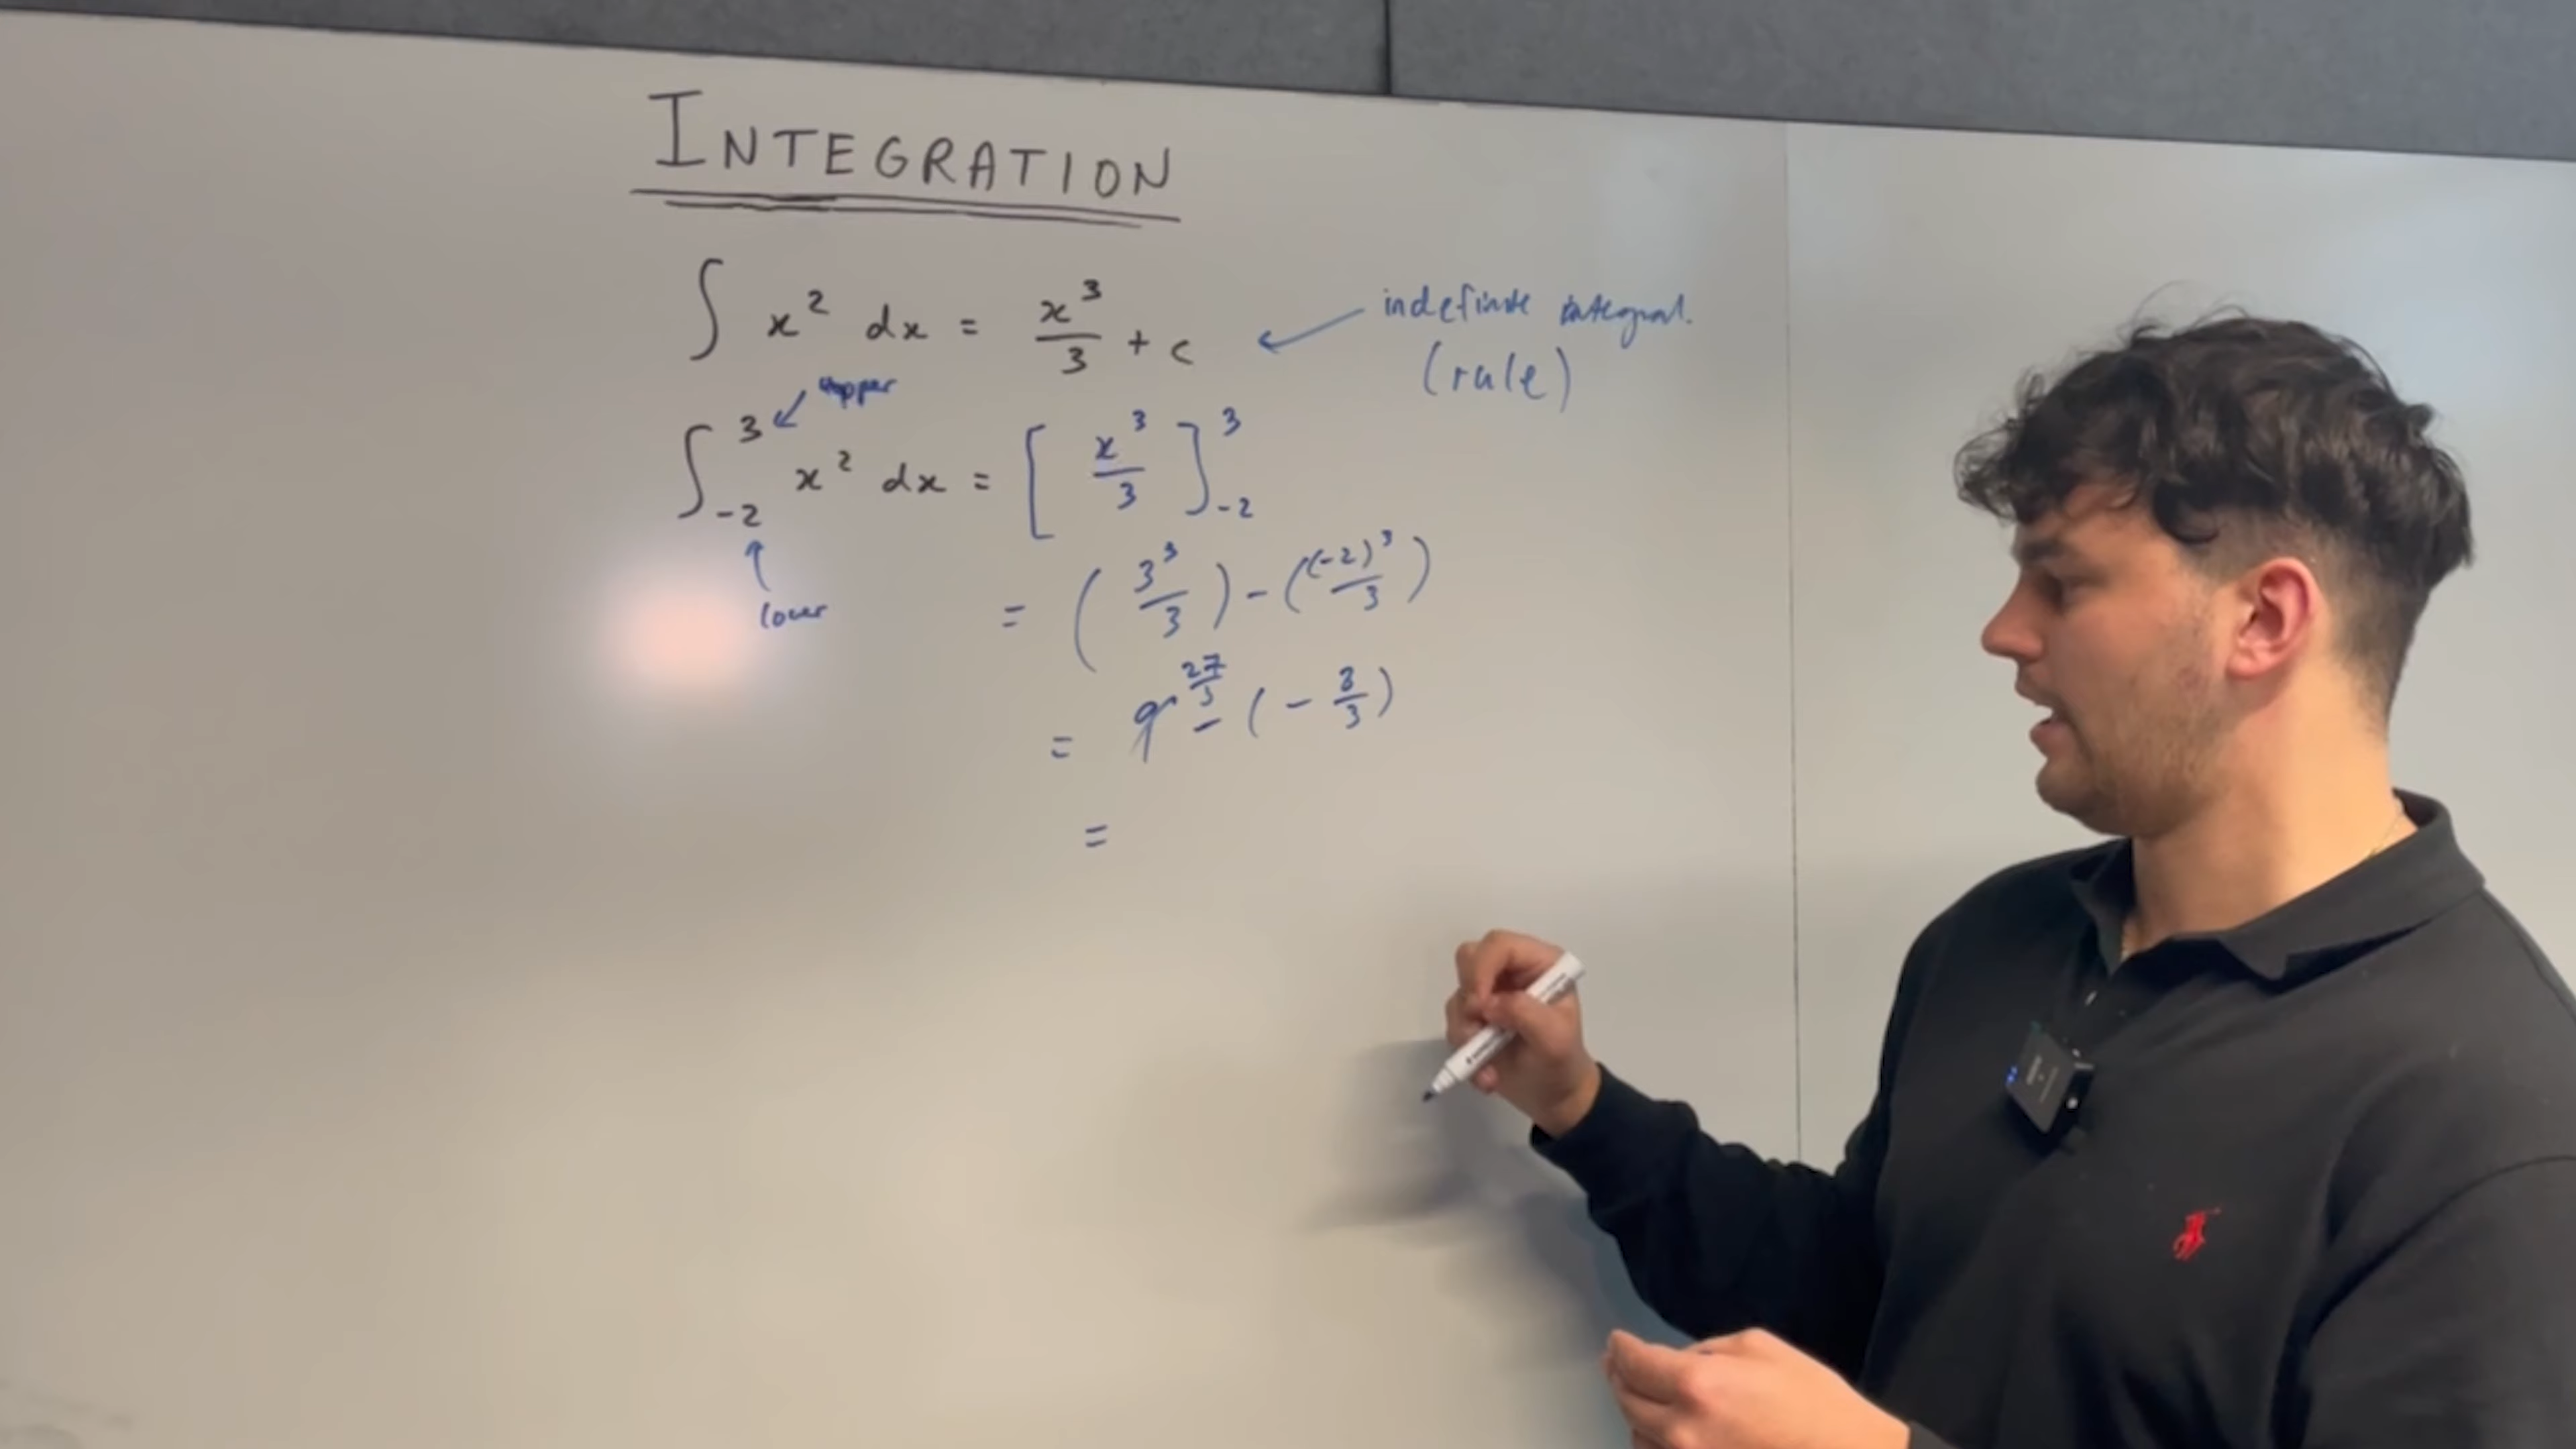 INTEGRATION
∫ x² dx = x³/3 + c
indefinite integral.
(rule)
upper
∫₋₂³ x² dx = [ x³/3 ]₋₂³
lower
= ( 3³/3 ) - ( (-2)³/3 )
= 9 27/3 - ( - 8/3 )
=